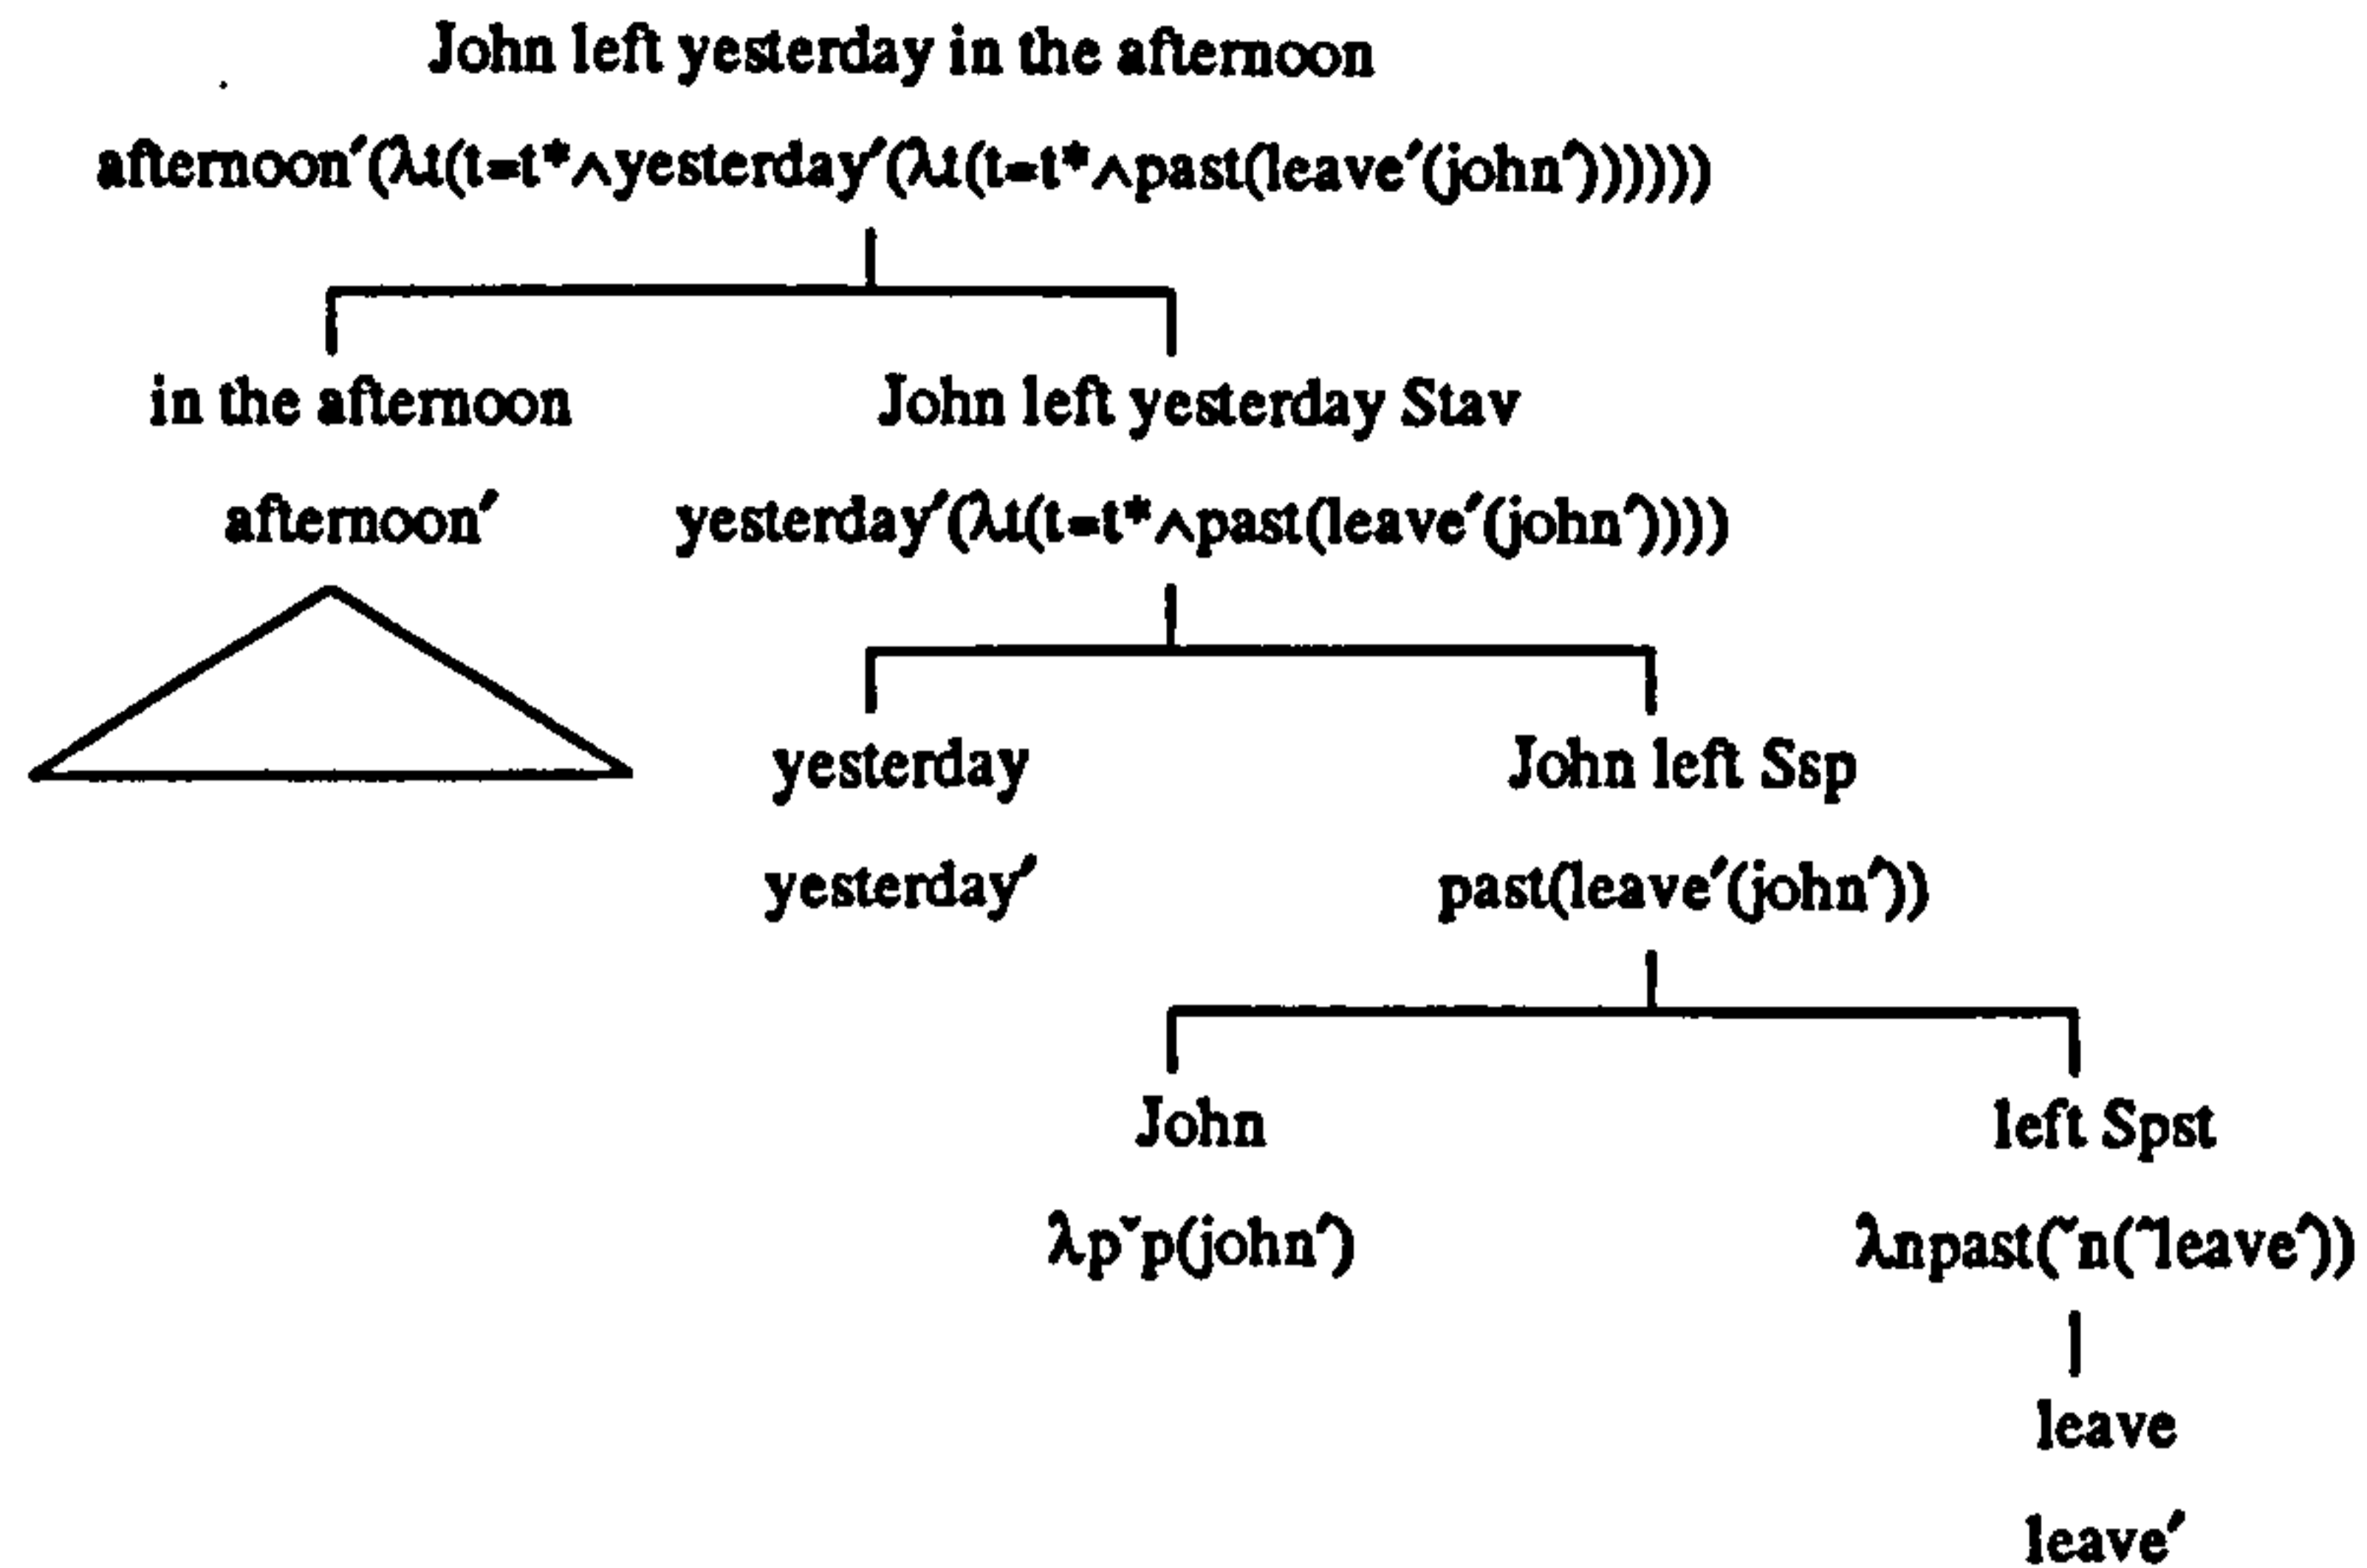 John left yesterday in the afternoon
afternoon´(λt(t=t*∧yesterday´(λt(t=t*∧past(leave´(john´))))))
in the afternoon John left yesterday Stav
afternoon´ yesterday´(λt(t=t*∧past(leave´(john´))))
yesterday John left Ssp
yesterday´ past(leave´(john´))
John left Spst
λpˇp(john´) λnpast(ˇn(ˆleave´))
leave
leave´